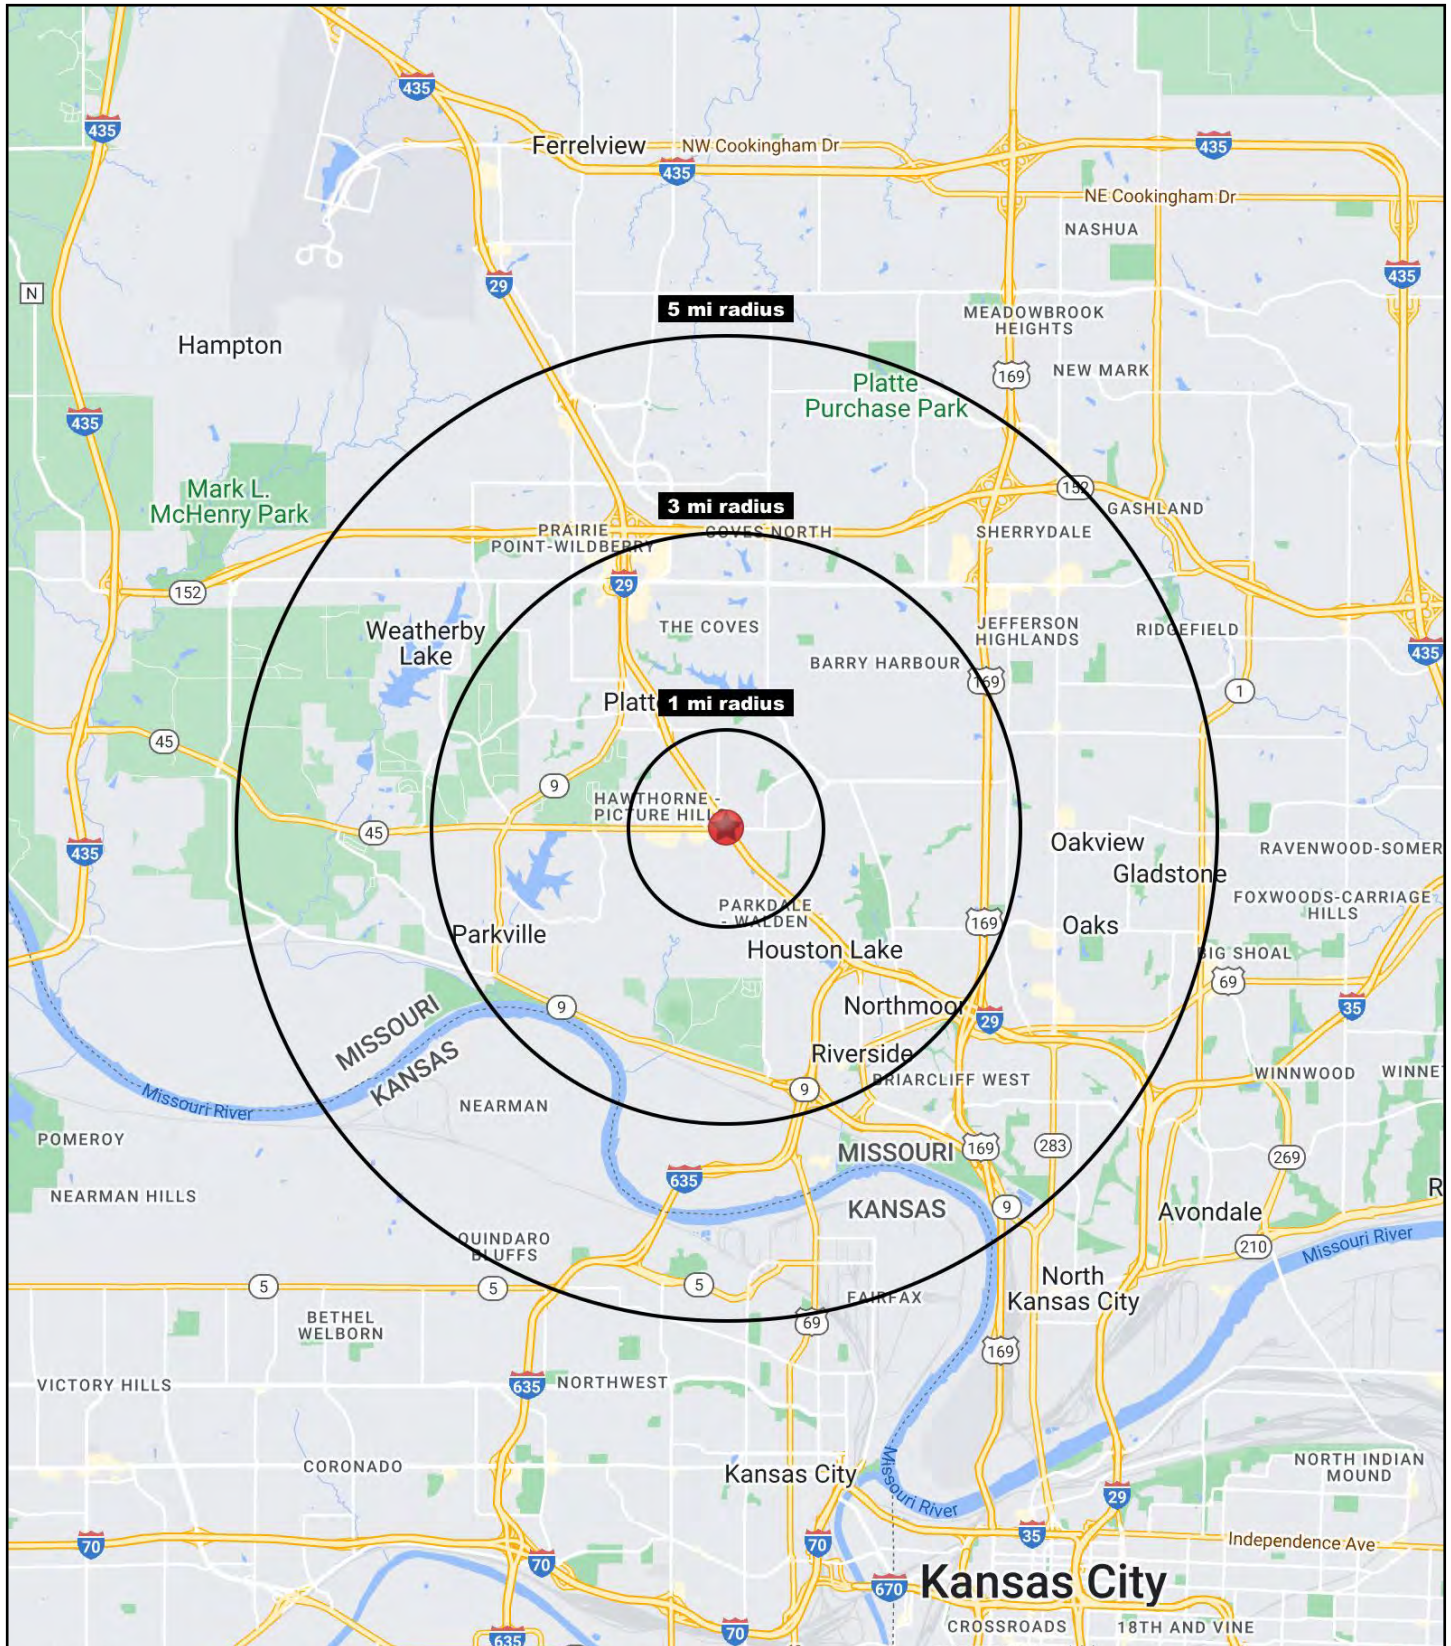 435
435
Ferrelview
NW Cookingham Dr
435
435
NE Cookingham Dr
NASHUA
435
29
N
5 mi radius
MEADOWBROOK
HEIGHTS
Hampton
169
NEW MARK
Platte
Purchase Park
435
Mark L.
McHenry Park
3 mi radius
152
GASHLAND
PRAIRIE
POINT-WILDBERRY
COVES NORTH
SHERRYDALE
152
29
Weatherby
Lake
THE COVES
JEFFERSON
HIGHLANDS
RIDGEFIELD
BARRY HARBOUR
435
169
1
Platte
1 mi radius
45
9
HAWTHORNE -
PICTURE HILL
45
435
Oakview
RAVENWOOD-SOMER
Gladstone
FOXWOODS-CARRIAGE
HILLS
PARKDALE
- WALDEN
169
Oaks
Parkville
Houston Lake
BIG SHOAL
69
9
Northmoor
29
35
MISSOURI
KANSAS
Riverside
BRIARCLIFF WEST
WINNWOOD
WINNE
Missouri River
NEARMAN
9
POMEROY
MISSOURI
169
283
269
635
NEARMAN HILLS
R
KANSAS
9
Avondale
QUINDARO
BLUFFS
210
Missouri River
5
5
5
North
Kansas City
FAIRFAX
BETHEL
WELBORN
69
169
VICTORY HILLS
635
NORTHWEST
CORONADO
Kansas City
NORTH INDIAN
MOUND
Missouri River
29
70
70
70
35
Independence Ave
670
Kansas City
635
70
CROSSROADS
18TH AND VINE